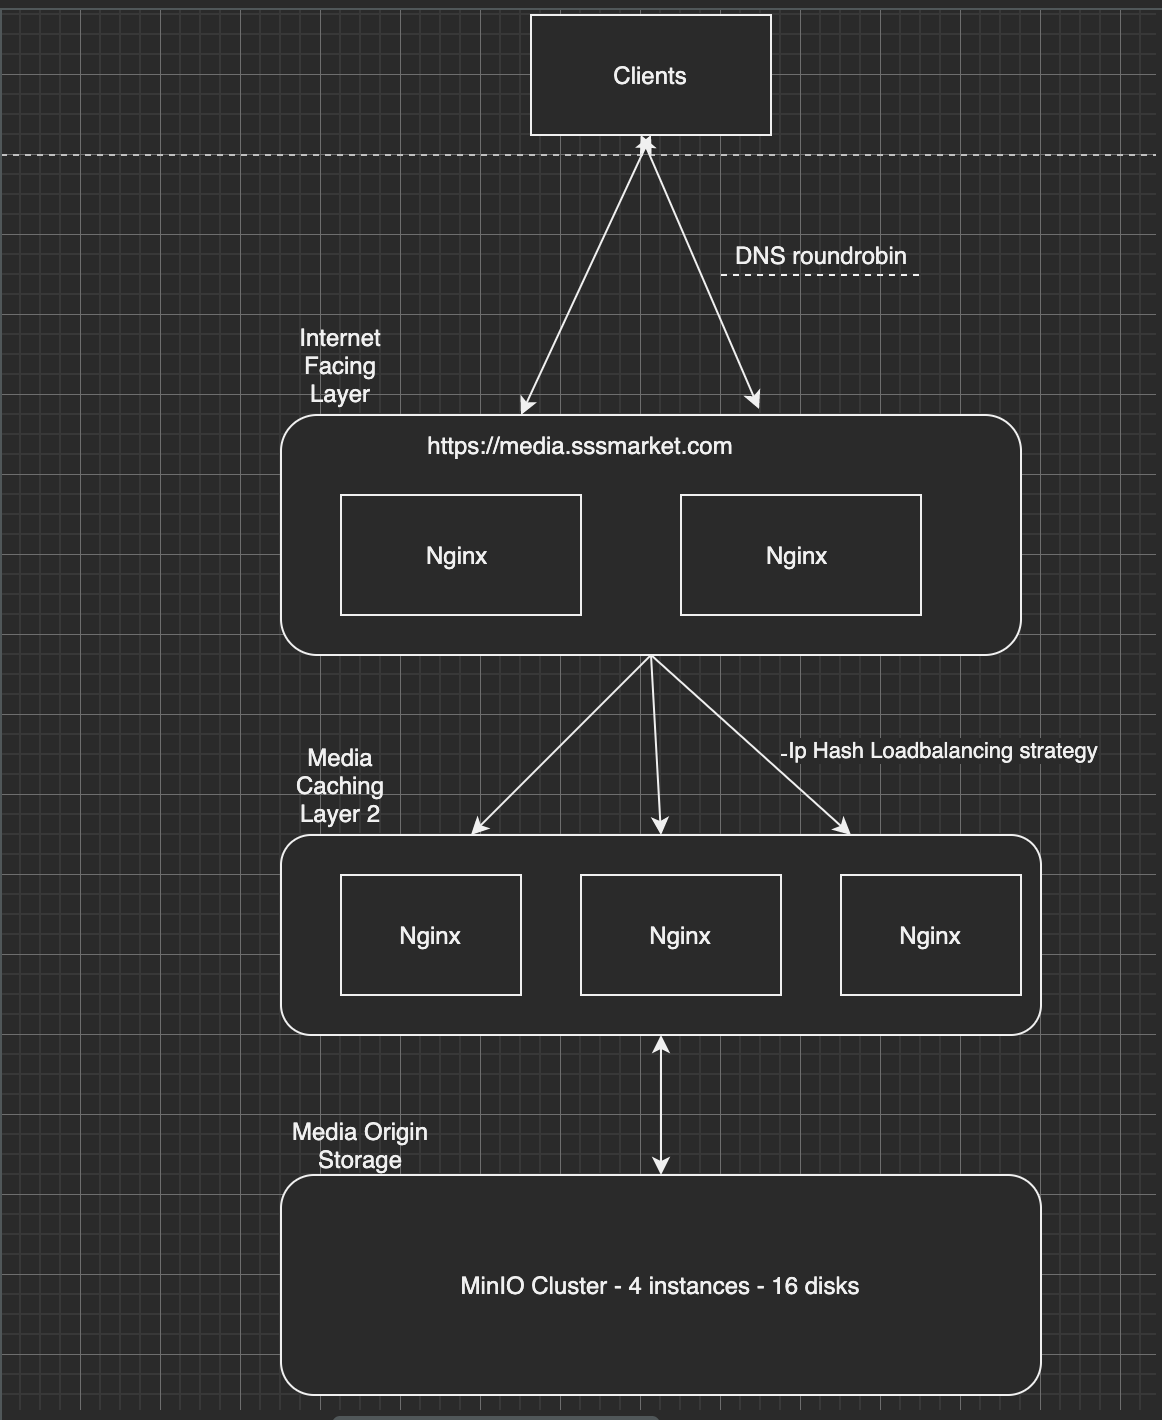 Clients
DNS roundrobin
Internet
Facing
Layer
https://media.sssmarket.com
Nginx
Nginx
Ip Hash Loadbalancing strategy
Media
Caching
Layer 2
Nginx
Nginx
Nginx
Media Origin
Storage
MinIO Cluster - 4 instances - 16 disks